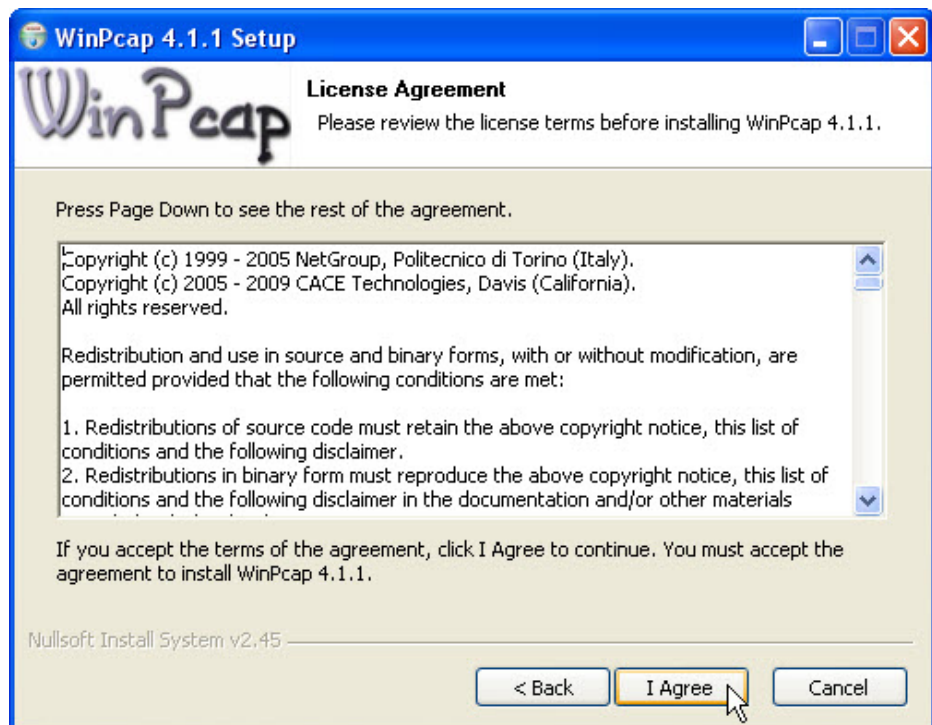 WinPcap 4.1.1 Setup
WinPcap
License Agreement
Please review the license terms before installing WinPcap 4.1.1.
Press Page Down to see the rest of the agreement.
Copyright (c) 1999 - 2005 NetGroup, Politecnico di Torino (Italy).
Copyright (c) 2005 - 2009 CACE Technologies, Davis (California).
All rights reserved.
Redistribution and use in source and binary forms, with or without modification, are
permitted provided that the following conditions are met:
1. Redistributions of source code must retain the above copyright notice, this list of
conditions and the following disclaimer.
2. Redistributions in binary form must reproduce the above copyright notice, this list of
conditions and the following disclaimer in the documentation and/or other materials
If you accept the terms of the agreement, click I Agree to continue. You must accept the
agreement to install WinPcap 4.1.1.
Nullsoft Install System v2.45
< Back
I Agree
Cancel